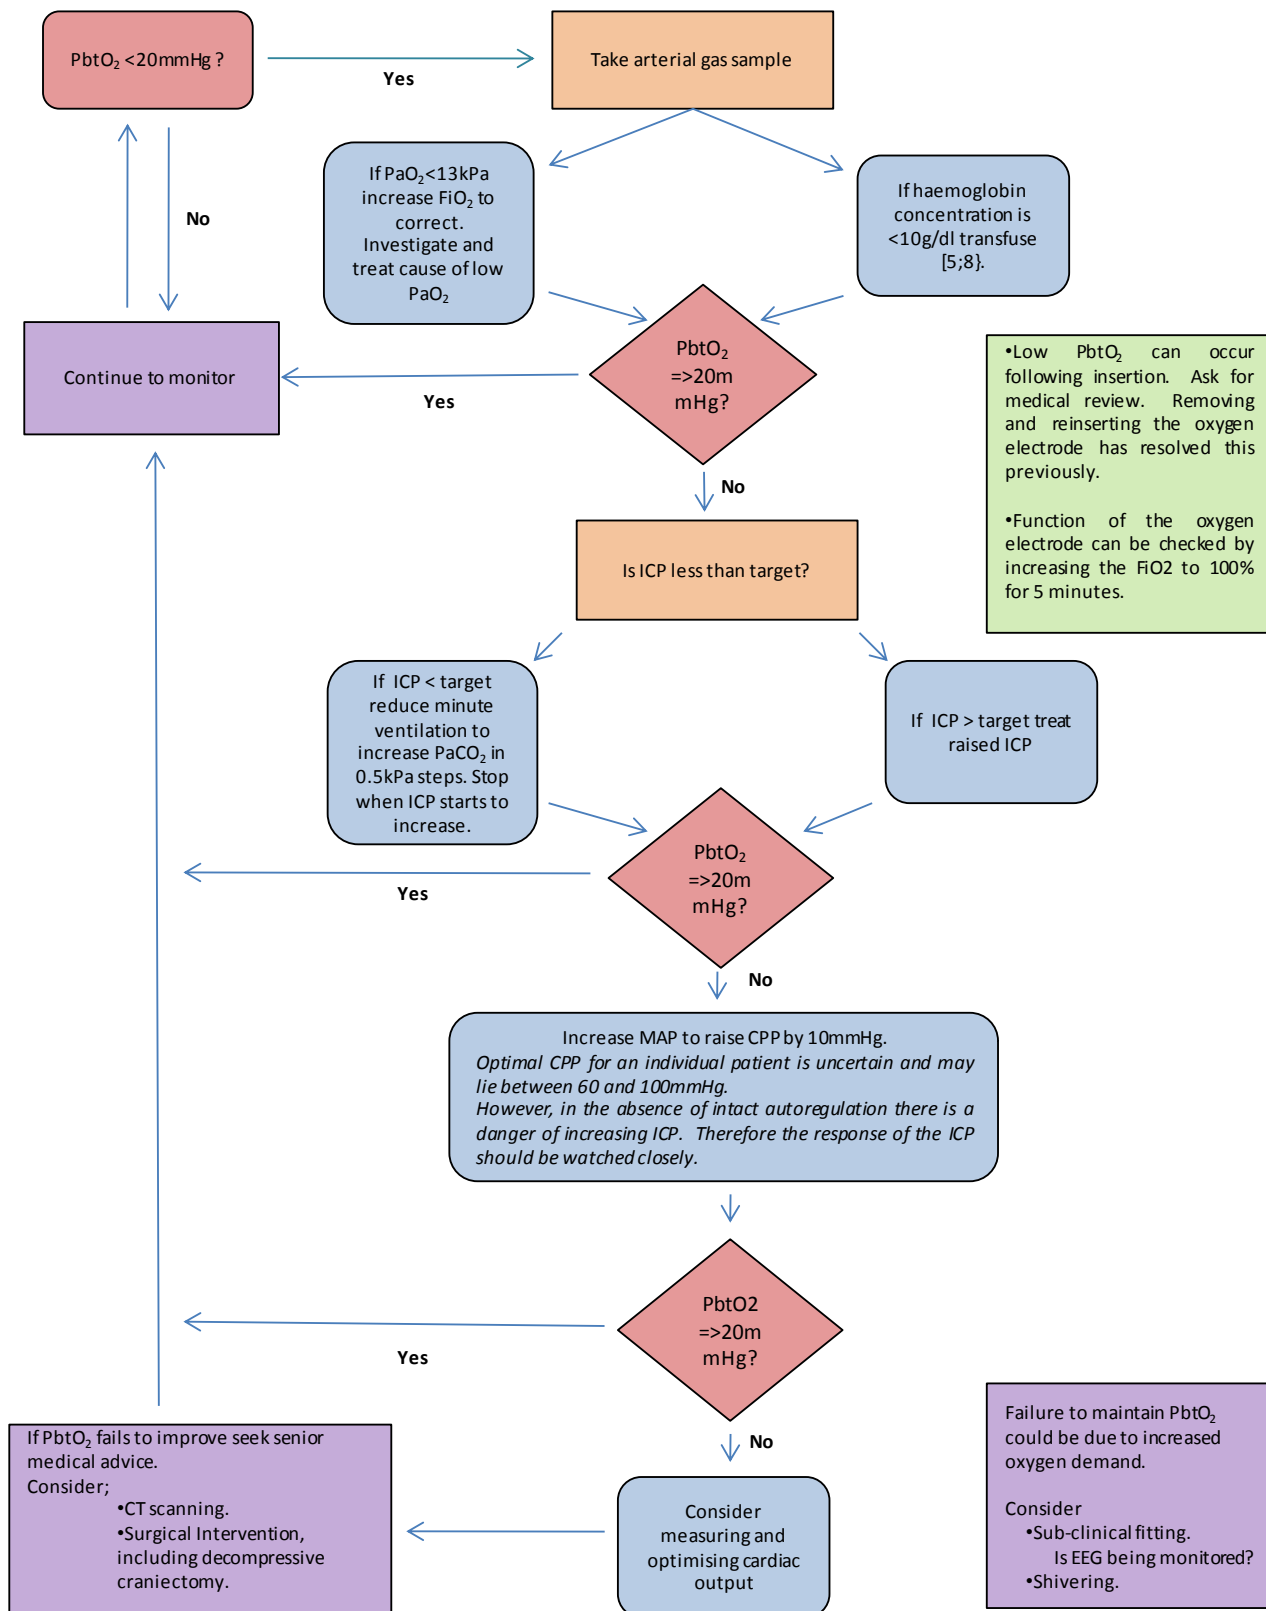 PbtO₂ <20mmHg ?
Yes
Take arterial gas sample
No
If PaO₂<13kPa
increase FiO₂ to
correct.
Investigate and
treat cause of low
PaO₂
If haemoglobin
concentration is
<10g/dl transfuse
[5;8}.
Continue to monitor
Yes
PbtO₂
=>20m
mHg?
No
•Low PbtO₂ can occur
following insertion. Ask for
medical review. Removing
and reinserting the oxygen
electrode has resolved this
previously.
•Function of the oxygen
electrode can be checked by
increasing the FiO2 to 100%
for 5 minutes.
Is ICP less than target?
If ICP < target
reduce minute
ventilation to
increase PaCO₂ in
0.5kPa steps. Stop
when ICP starts to
increase.
If ICP > target treat
raised ICP
PbtO₂
=>20m
mHg?
Yes
No
Increase MAP to raise CPP by 10mmHg.
Optimal CPP for an individual patient is uncertain and may
lie between 60 and 100mmHg.
However, in the absence of intact autoregulation there is a
danger of increasing ICP. Therefore the response of the ICP
should be watched closely.
PbtO2
=>20m
mHg?
Yes
No
If PbtO₂ fails to improve seek senior
medical advice.
Consider;
•CT scanning.
•Surgical Intervention,
including decompressive
craniectomy.
Consider
measuring and
optimising cardiac
output
Failure to maintain PbtO₂
could be due to increased
oxygen demand.
Consider
•Sub-clinical fitting.
Is EEG being monitored?
•Shivering.